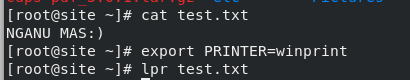 [root@site ~]# cat test.txt
NGANU MAS:)
[root@site ~]# export PRINTER=winprint
[root@site ~]# lpr test.txt